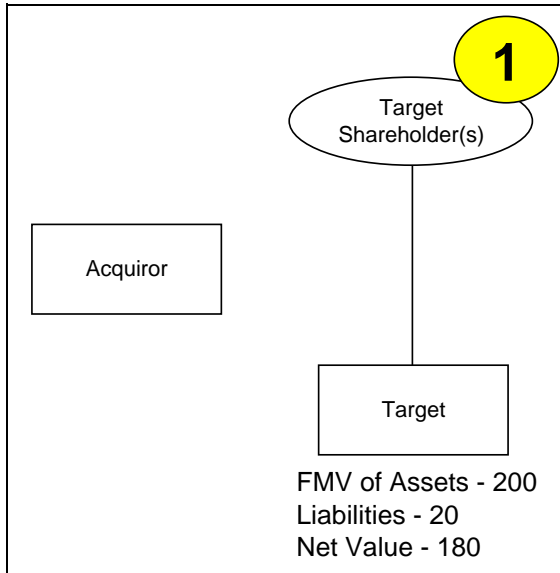 1
Target
Shareholder(s)
Acquiror
Target
FMV of Assets - 200
Liabilities - 20
Net Value - 180